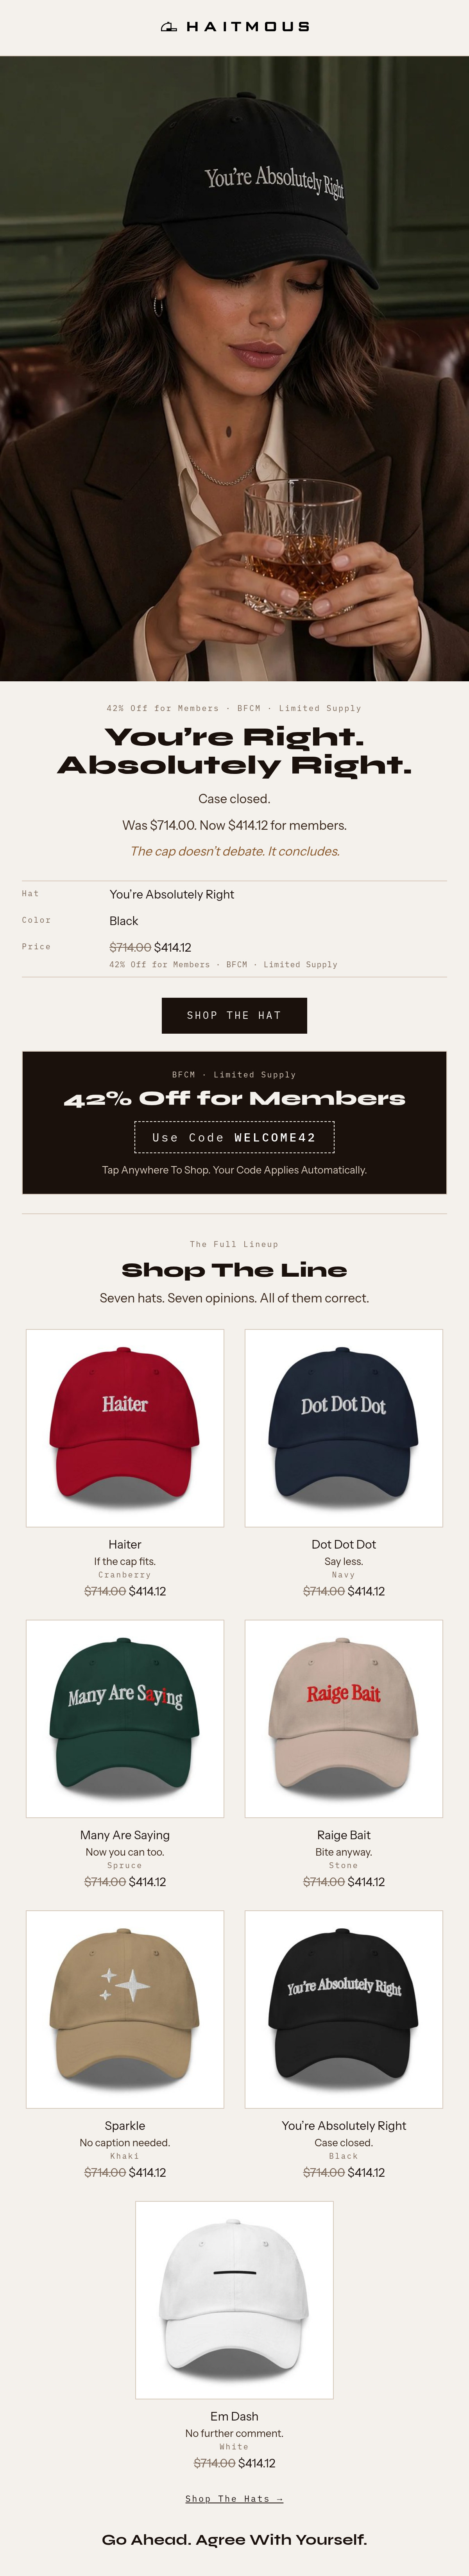 HAITMOUS
You're Absolutely Right
42% Off for Members · BFCM · Limited Supply
You're Right.
Absolutely Right.
Case closed.
Was $714.00. Now $414.12 for members.
The cap doesn't debate. It concludes.
Hat You're Absolutely Right
Color Black
Price $714.00 $414.12
42% Off for Members · BFCM · Limited Supply
SHOP THE HAT
BFCM · Limited Supply
42% Off for Members
Use Code WELCOME42
Tap Anywhere To Shop. Your Code Applies Automatically.
The Full Lineup
Shop The Line
Seven hats. Seven opinions. All of them correct.
Haiter
Haiter
If the cap fits.
Cranberry
$714.00 $414.12
Dot Dot Dot
Dot Dot Dot
Say less.
Navy
$714.00 $414.12
Many Are Saying
Many Are Saying
Now you can too.
Spruce
$714.00 $414.12
Raige Bait
Raige Bait
Bite anyway.
Stone
$714.00 $414.12
Sparkle
No caption needed.
Khaki
$714.00 $414.12
You're Absolutely Right
You're Absolutely Right
Case closed.
Black
$714.00 $414.12
Em Dash
No further comment.
White
$714.00 $414.12
Shop The Hats →
Go Ahead. Agree With Yourself.